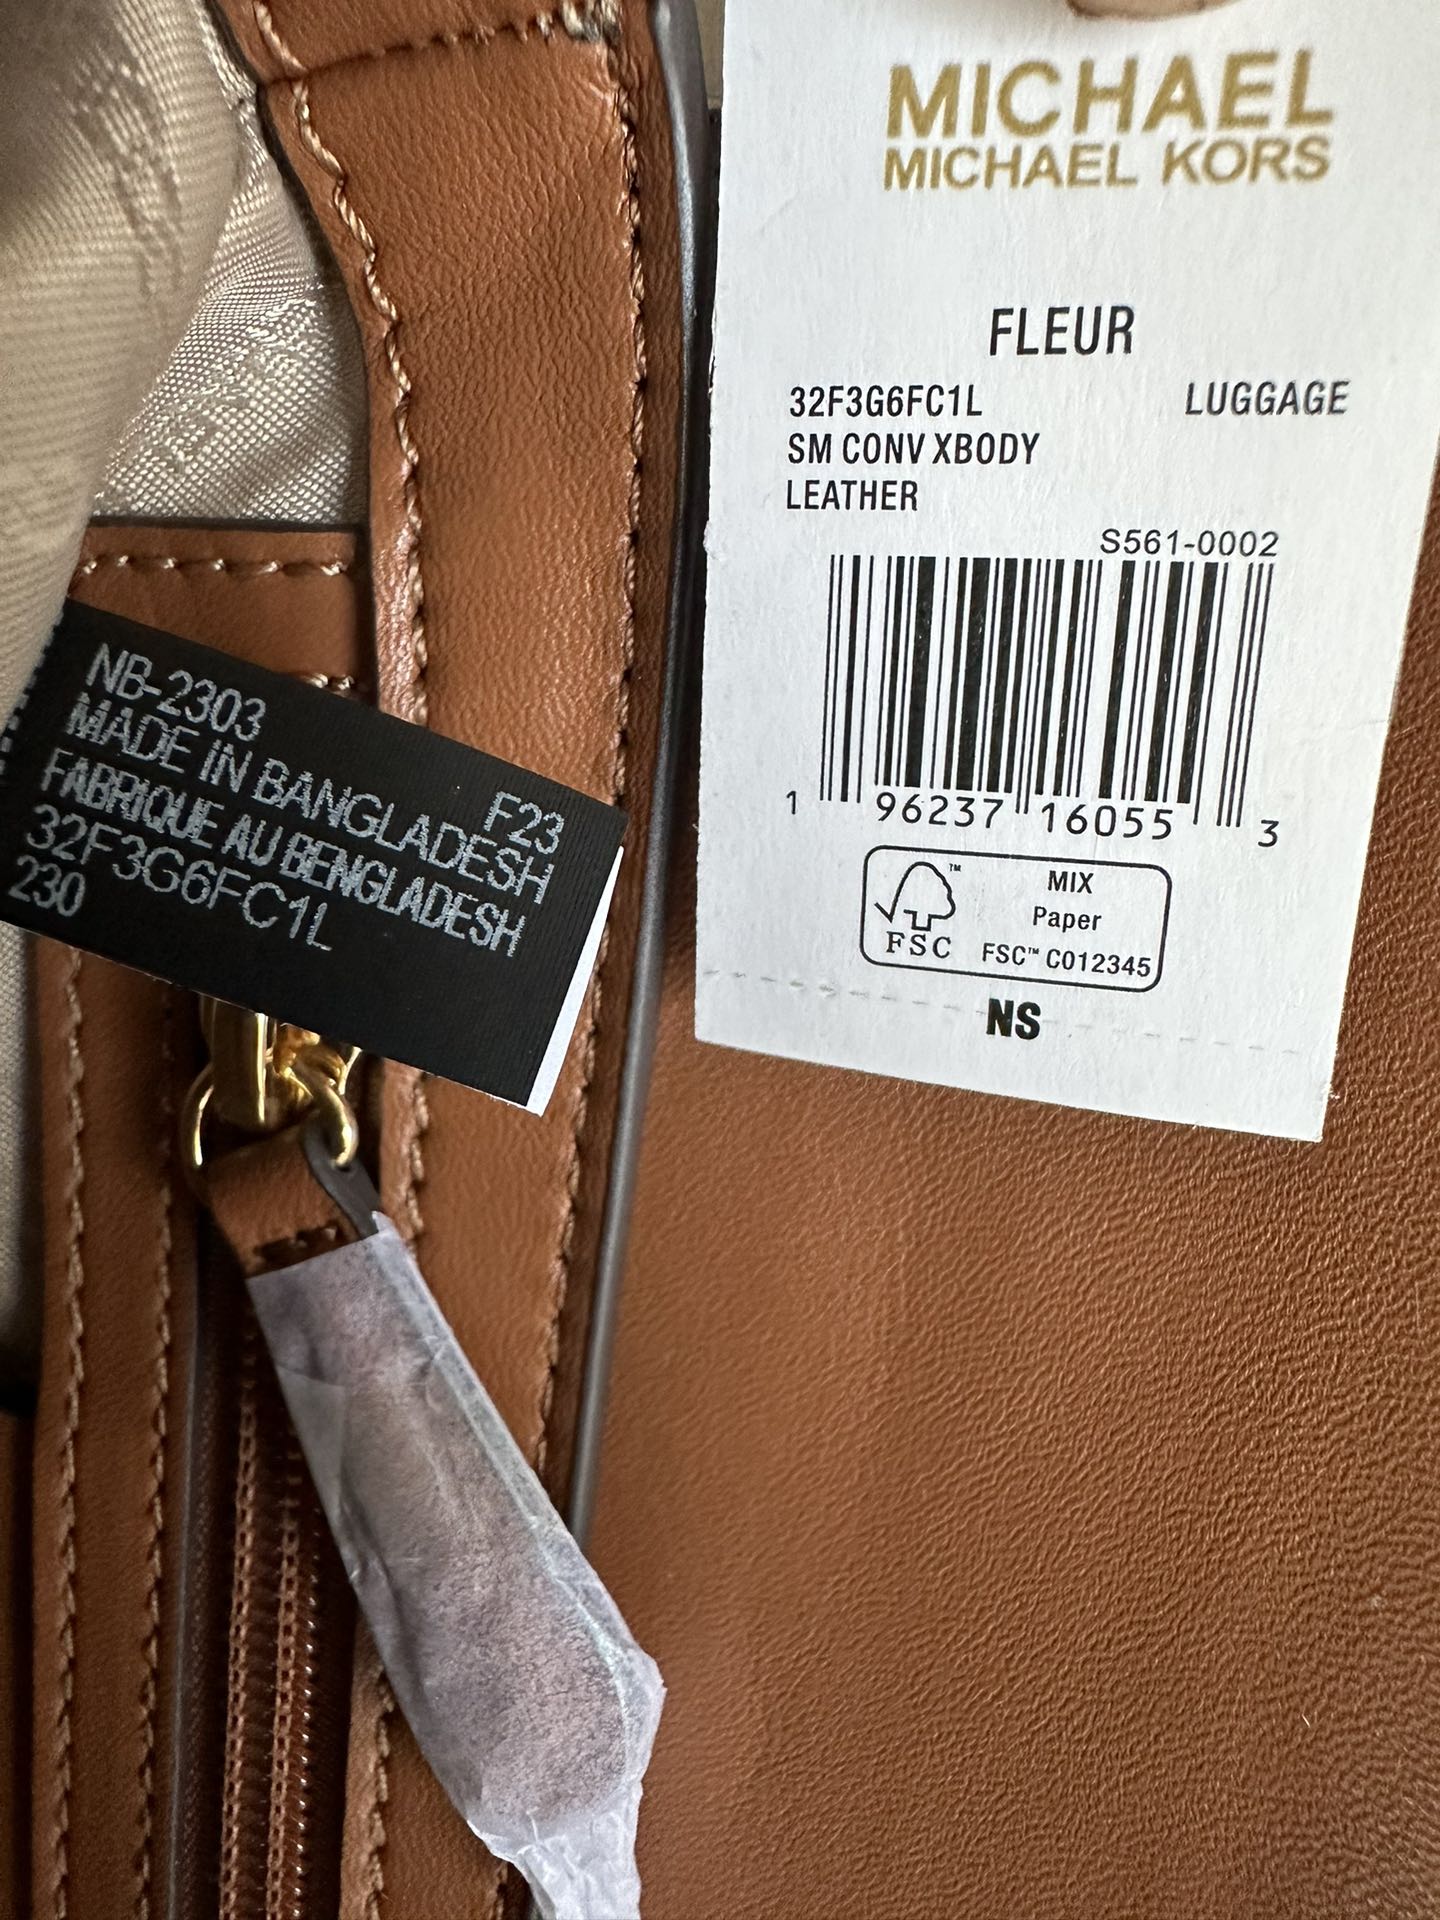 MICHAEL
MICHAEL KORS
FLEUR
32F3G6FC1L LUGGAGE
SM CONV XBODY
LEATHER
S561-0002
1 96237 16055 3
FSC™
MIX
Paper
FSC™ C012345
NS
NB-2303
F23
MADE IN BANGLADESH
FABRIQUE AU BENGLADESH
32F3G6FC1L
230